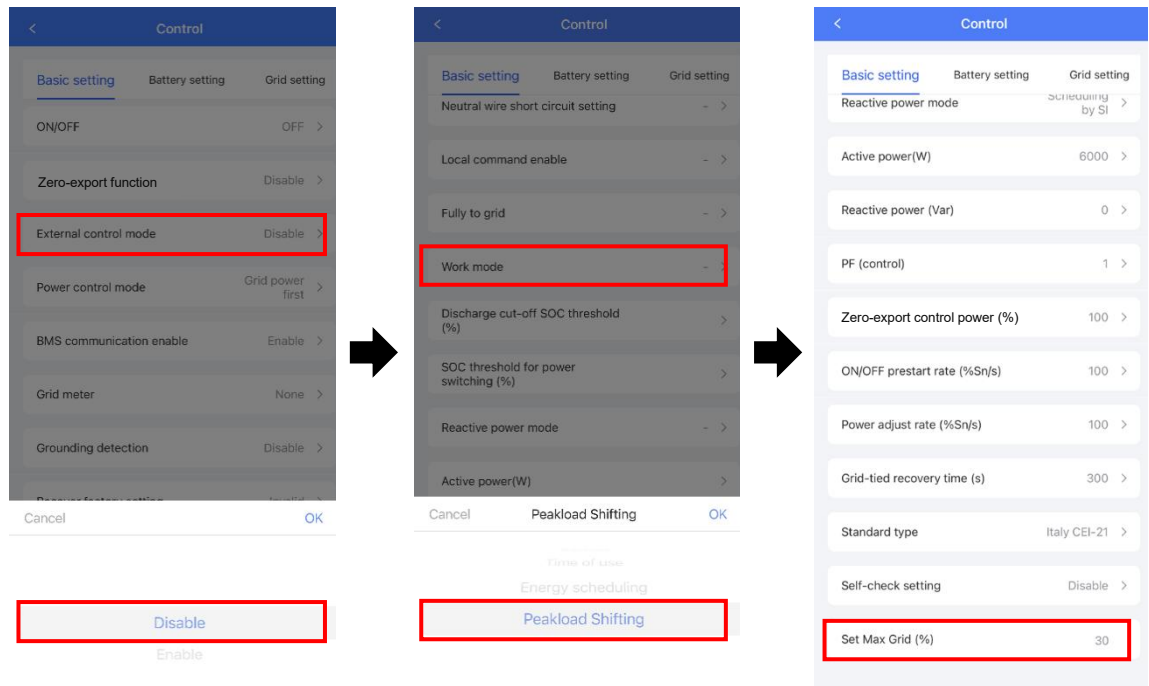 <
Control
Basic setting
Battery setting
Grid setting
ON/OFF
OFF >
Zero-export function
Disable >
External control mode
Disable >
Power control mode
Grid power
first >
BMS communication enable
Enable >
Grid meter
None >
Grounding detection
Disable >
Cancel
OK
Disable
Enable
<
Control
Basic setting
Battery setting
Grid setting
Neutral wire short circuit setting
- >
Local command enable
- >
Fully to grid
- >
Work mode
- >
Discharge cut-off SOC threshold
(%)
>
SOC threshold for power
switching (%)
>
Reactive power mode
- >
Active power(W)
>
Cancel
Peakload Shifting
OK
Time of use
Energy scheduling
Peakload Shifting
<
Control
Basic setting
Battery setting
Grid setting
Reactive power mode
Scheduling
by SI >
Active power(W)
6000 >
Reactive power (Var)
0 >
PF (control)
1 >
Zero-export control power (%)
100 >
ON/OFF prestart rate (%Sn/s)
100 >
Power adjust rate (%Sn/s)
100 >
Grid-tied recovery time (s)
300 >
Standard type
Italy CEI-21 >
Self-check setting
Disable >
Set Max Grid (%)
30